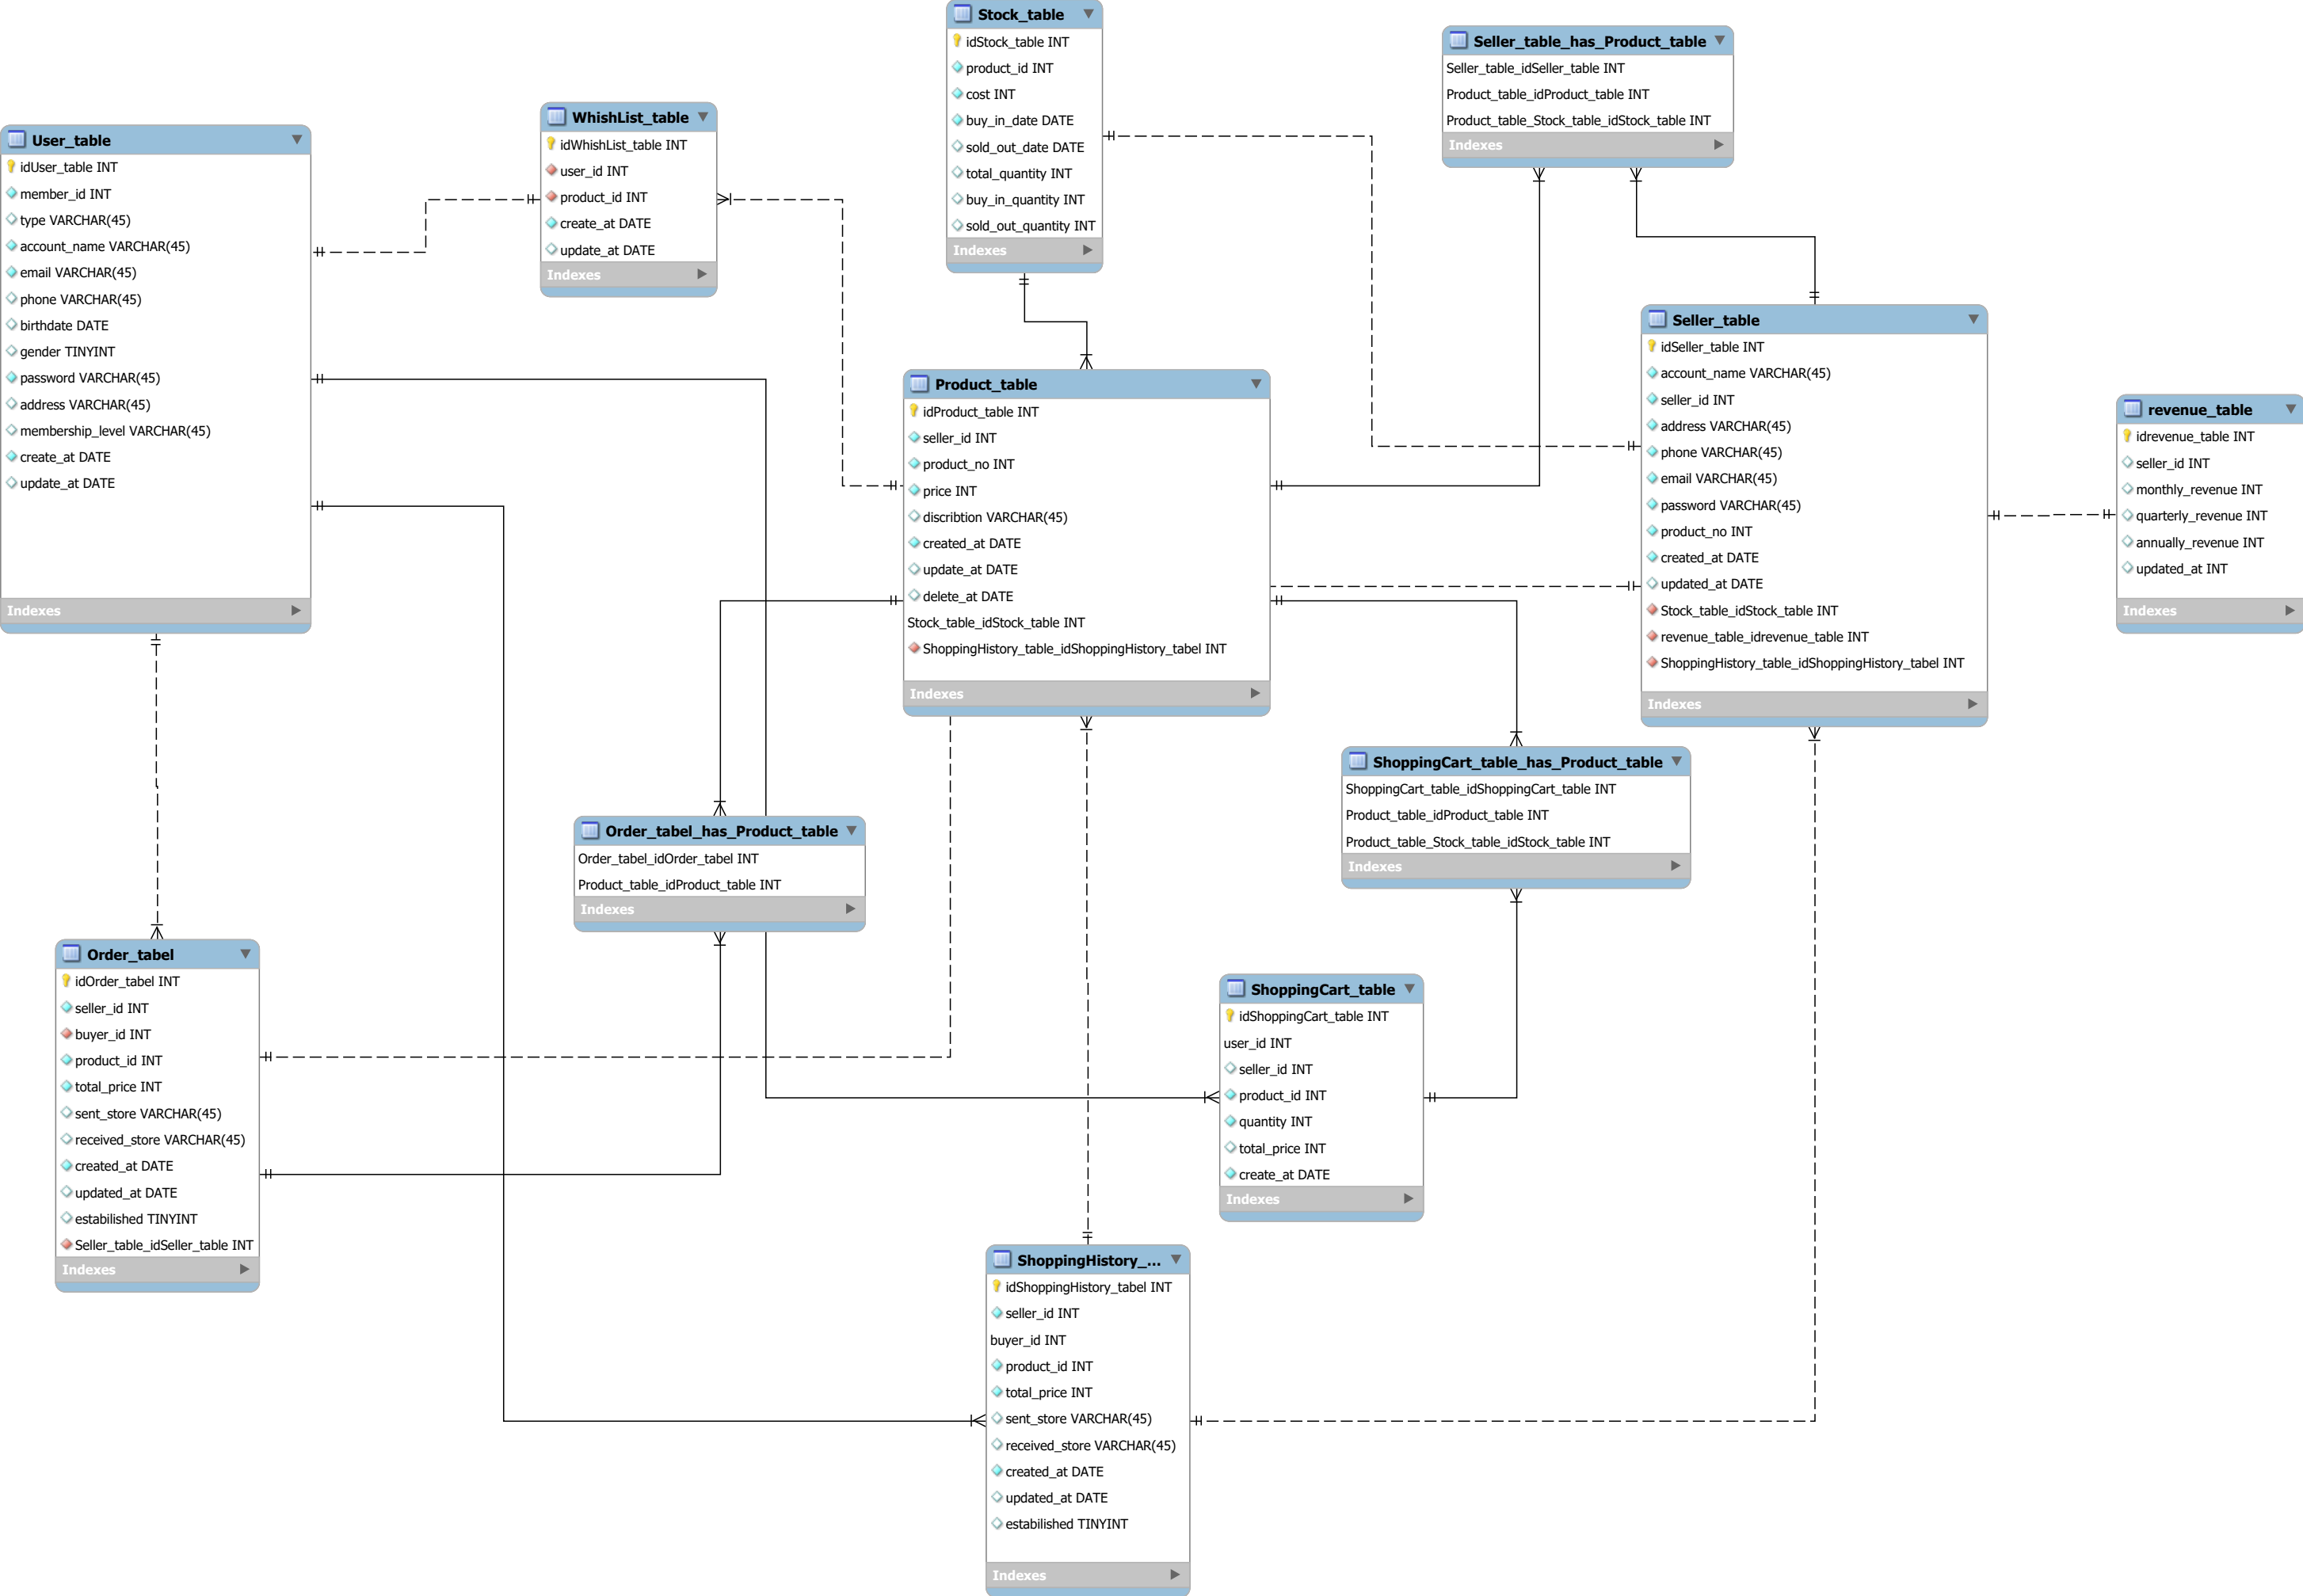 Stock_table
idStock_table INT
product_id INT
cost INT
buy_in_date DATE
sold_out_date DATE
total_quantity INT
buy_in_quantity INT
sold_out_quantity INT
Indexes
Seller_table_has_Product_table
Seller_table_idSeller_table INT
Product_table_idProduct_table INT
Product_table_Stock_table_idStock_table INT
Indexes
WhishList_table
idWhishList_table INT
user_id INT
product_id INT
create_at DATE
update_at DATE
Indexes
User_table
idUser_table INT
member_id INT
type VARCHAR(45)
account_name VARCHAR(45)
email VARCHAR(45)
phone VARCHAR(45)
birthdate DATE
gender TINYINT
password VARCHAR(45)
address VARCHAR(45)
membership_level VARCHAR(45)
create_at DATE
update_at DATE
Indexes
Seller_table
idSeller_table INT
account_name VARCHAR(45)
seller_id INT
address VARCHAR(45)
phone VARCHAR(45)
email VARCHAR(45)
password VARCHAR(45)
product_no INT
created_at DATE
updated_at DATE
Stock_table_idStock_table INT
revenue_table_idrevenue_table INT
ShoppingHistory_table_idShoppingHistory_tabel INT
Indexes
Product_table
idProduct_table INT
seller_id INT
product_no INT
price INT
discribtion VARCHAR(45)
created_at DATE
update_at DATE
delete_at DATE
Stock_table_idStock_table INT
ShoppingHistory_table_idShoppingHistory_tabel INT
Indexes
revenue_table
idrevenue_table INT
seller_id INT
monthly_revenue INT
quarterly_revenue INT
annually_revenue INT
updated_at INT
Indexes
ShoppingCart_table_has_Product_table
ShoppingCart_table_idShoppingCart_table INT
Product_table_idProduct_table INT
Product_table_Stock_table_idStock_table INT
Indexes
Order_tabel_has_Product_table
Order_tabel_idOrder_tabel INT
Product_table_idProduct_table INT
Indexes
Order_tabel
idOrder_tabel INT
seller_id INT
buyer_id INT
product_id INT
total_price INT
sent_store VARCHAR(45)
received_store VARCHAR(45)
created_at DATE
updated_at DATE
estabilished TINYINT
Seller_table_idSeller_table INT
Indexes
ShoppingCart_table
idShoppingCart_table INT
user_id INT
seller_id INT
product_id INT
quantity INT
total_price INT
create_at DATE
Indexes
ShoppingHistory_...
idShoppingHistory_tabel INT
seller_id INT
buyer_id INT
product_id INT
total_price INT
sent_store VARCHAR(45)
received_store VARCHAR(45)
created_at DATE
updated_at DATE
estabilished TINYINT
Indexes